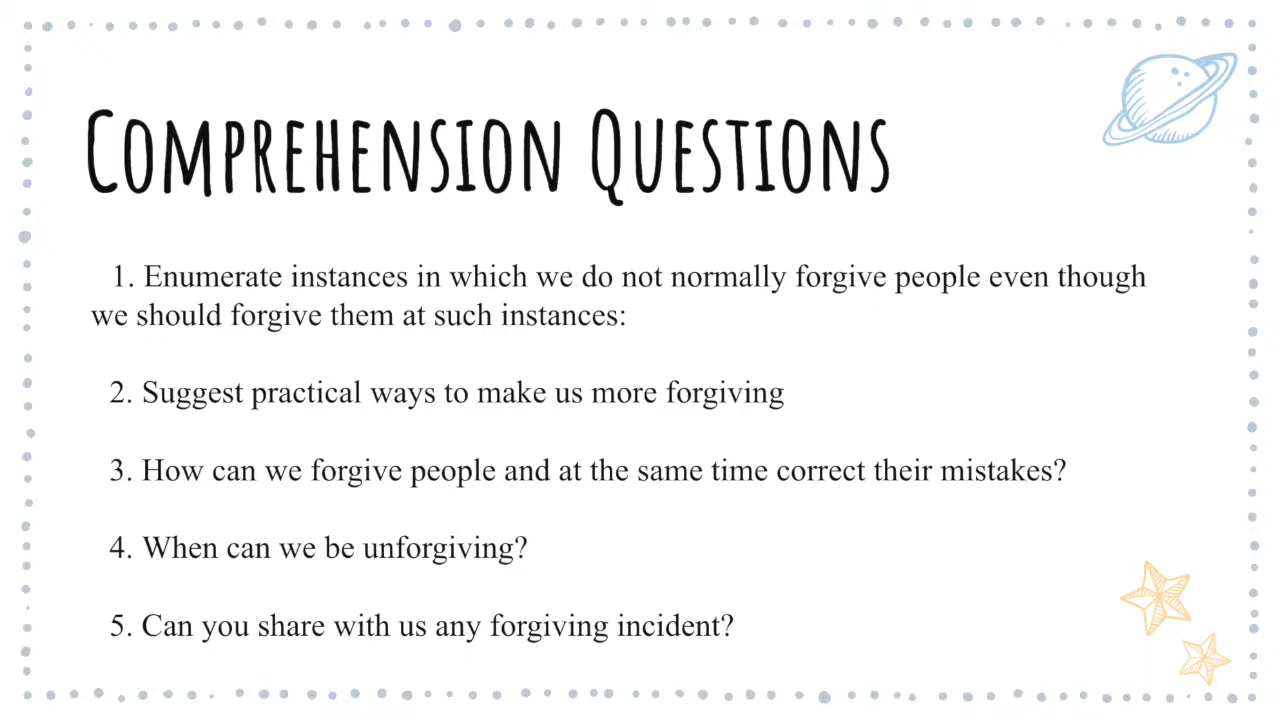 Comprehension Questions
1. Enumerate instances in which we do not normally forgive people even though
we should forgive them at such instances:
2. Suggest practical ways to make us more forgiving
3. How can we forgive people and at the same time correct their mistakes?
4. When can we be unforgiving?
5. Can you share with us any forgiving incident?